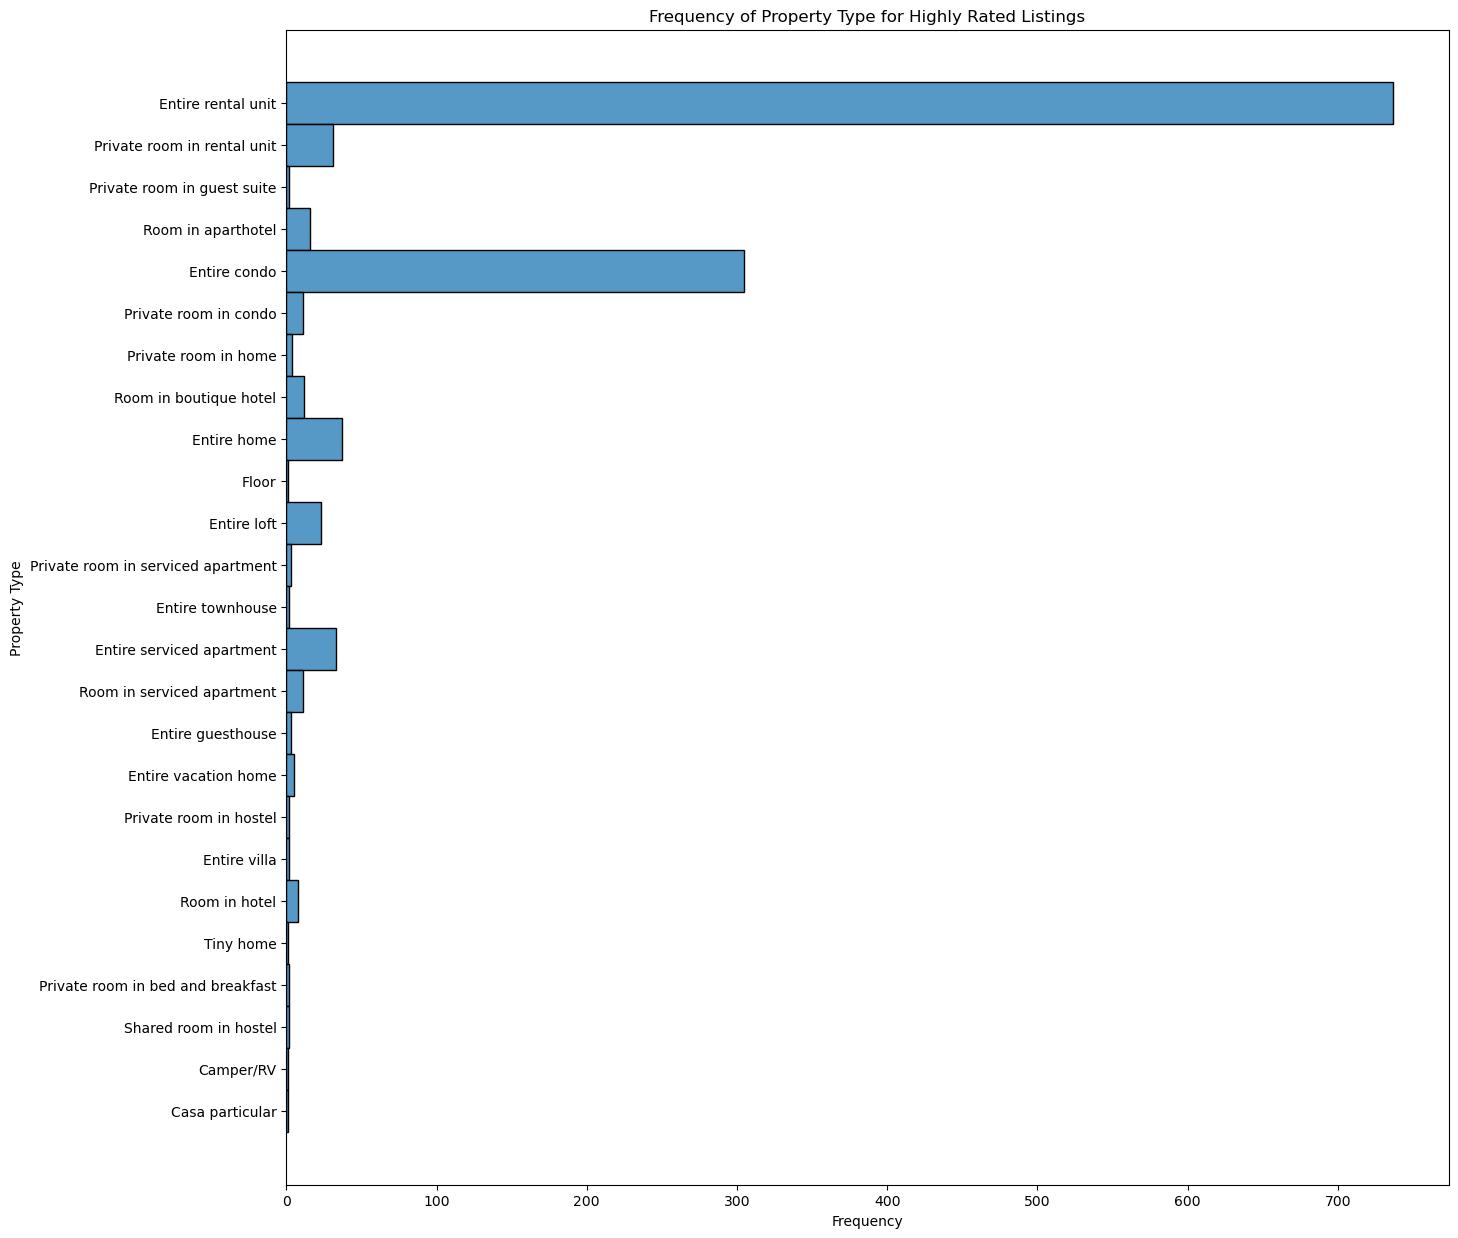 Frequency of Property Type for Highly Rated Listings
Property Type
Entire rental unit
Private room in rental unit
Private room in guest suite
Room in aparthotel
Entire condo
Private room in condo
Private room in home
Room in boutique hotel
Entire home
Floor
Entire loft
Private room in serviced apartment
Entire townhouse
Entire serviced apartment
Room in serviced apartment
Entire guesthouse
Entire vacation home
Private room in hostel
Entire villa
Room in hotel
Tiny home
Private room in bed and breakfast
Shared room in hostel
Camper/RV
Casa particular
0 100 200 300 400 500 600 700
Frequency